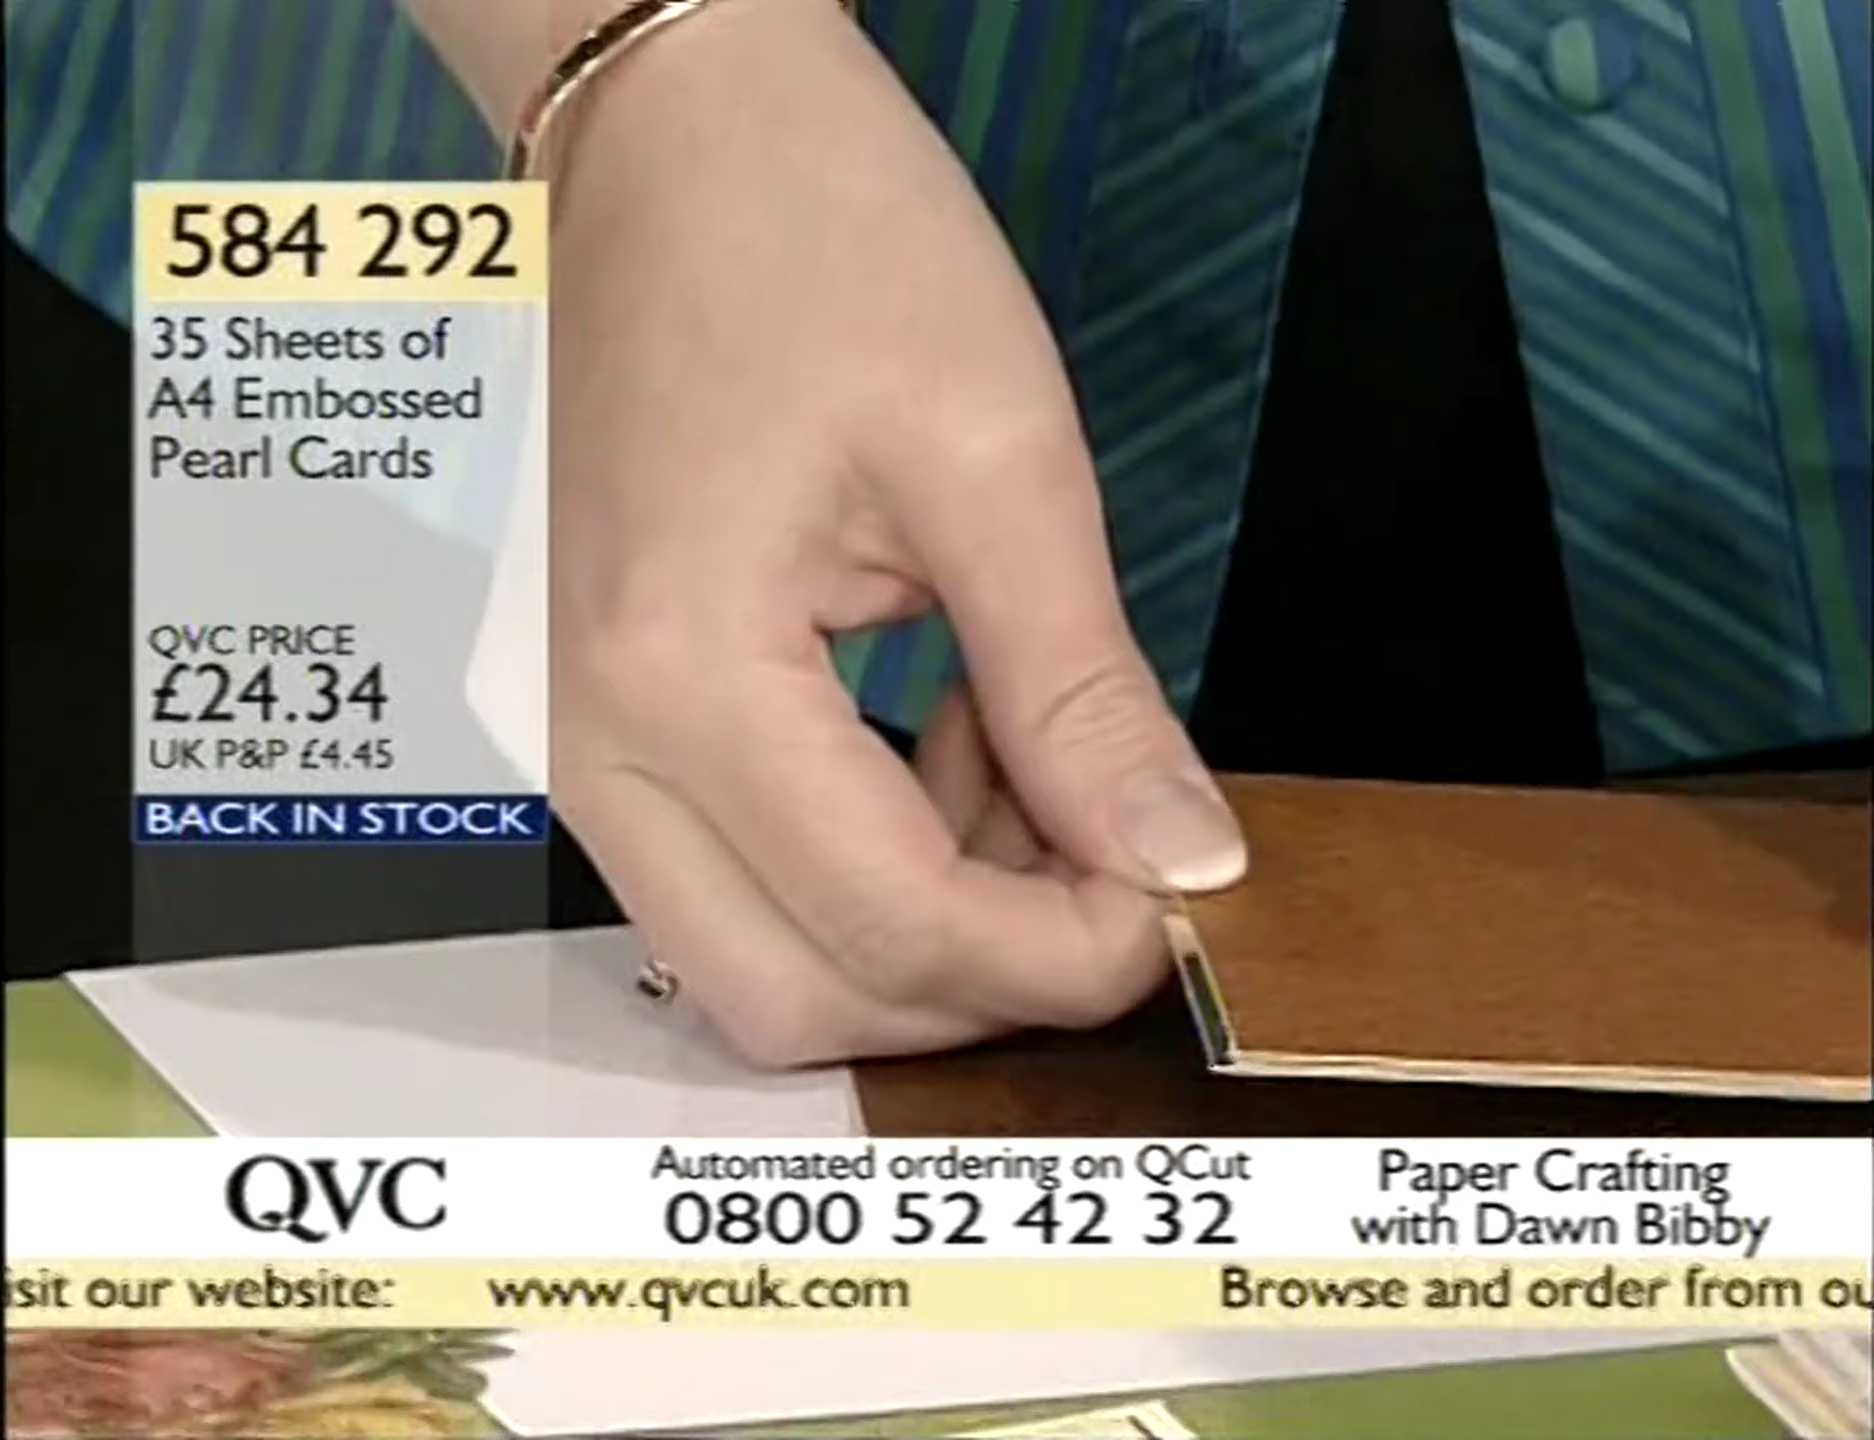 584 292
35 Sheets of
A4 Embossed
Pearl Cards
QVC PRICE
£24.34
UK P&P £4.45
BACK IN STOCK
QVC
Automated ordering on QCut
0800 52 42 32
Paper Crafting
with Dawn Bibby
isit our website: www.qvcuk.com Browse and order from ou